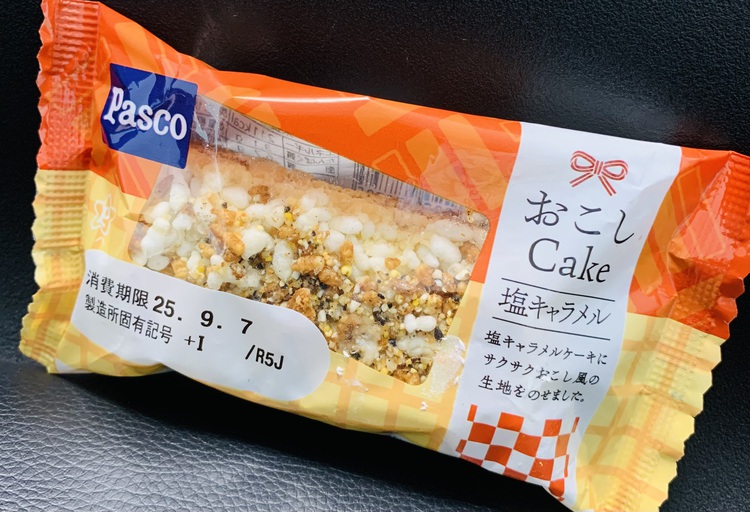 Pasco
おこし
Cake
塩キャラメル
塩キャラメルケーキに
サクサクおこし風の
生地をのせました。
消費期限 25. 9. 7
製造所固有記号 +I /R5J